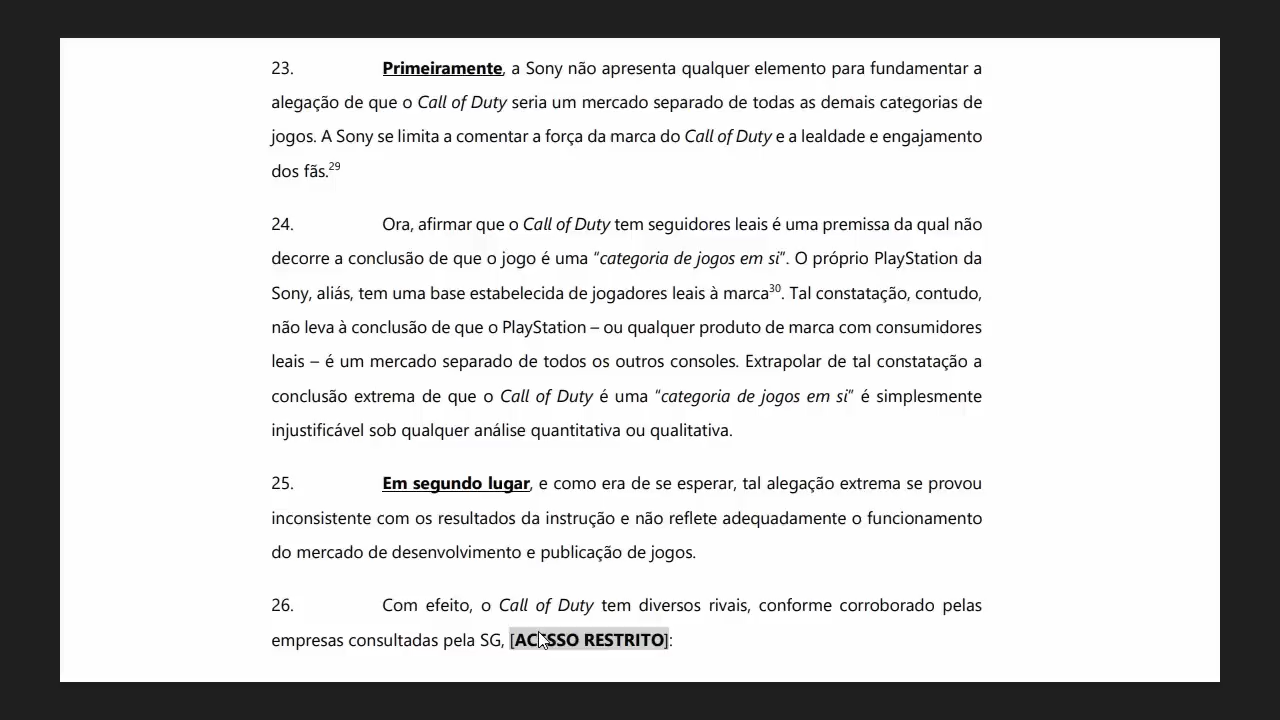 23. Primeiramente, a Sony não apresenta qualquer elemento para fundamentar a
alegação de que o Call of Duty seria um mercado separado de todas as demais categorias de
jogos. A Sony se limita a comentar a força da marca do Call of Duty e a lealdade e engajamento
dos fãs.29
24. Ora, afirmar que o Call of Duty tem seguidores leais é uma premissa da qual não
decorre a conclusão de que o jogo é uma “categoria de jogos em si”. O próprio PlayStation da
Sony, aliás, tem uma base estabelecida de jogadores leais à marca30. Tal constatação, contudo,
não leva à conclusão de que o PlayStation – ou qualquer produto de marca com consumidores
leais – é um mercado separado de todos os outros consoles. Extrapolar de tal constatação a
conclusão extrema de que o Call of Duty é uma “categoria de jogos em si” é simplesmente
injustificável sob qualquer análise quantitativa ou qualitativa.
25. Em segundo lugar, e como era de se esperar, tal alegação extrema se provou
inconsistente com os resultados da instrução e não reflete adequadamente o funcionamento
do mercado de desenvolvimento e publicação de jogos.
26. Com efeito, o Call of Duty tem diversos rivais, conforme corroborado pelas
empresas consultadas pela SG, [ACESSO RESTRITO]: